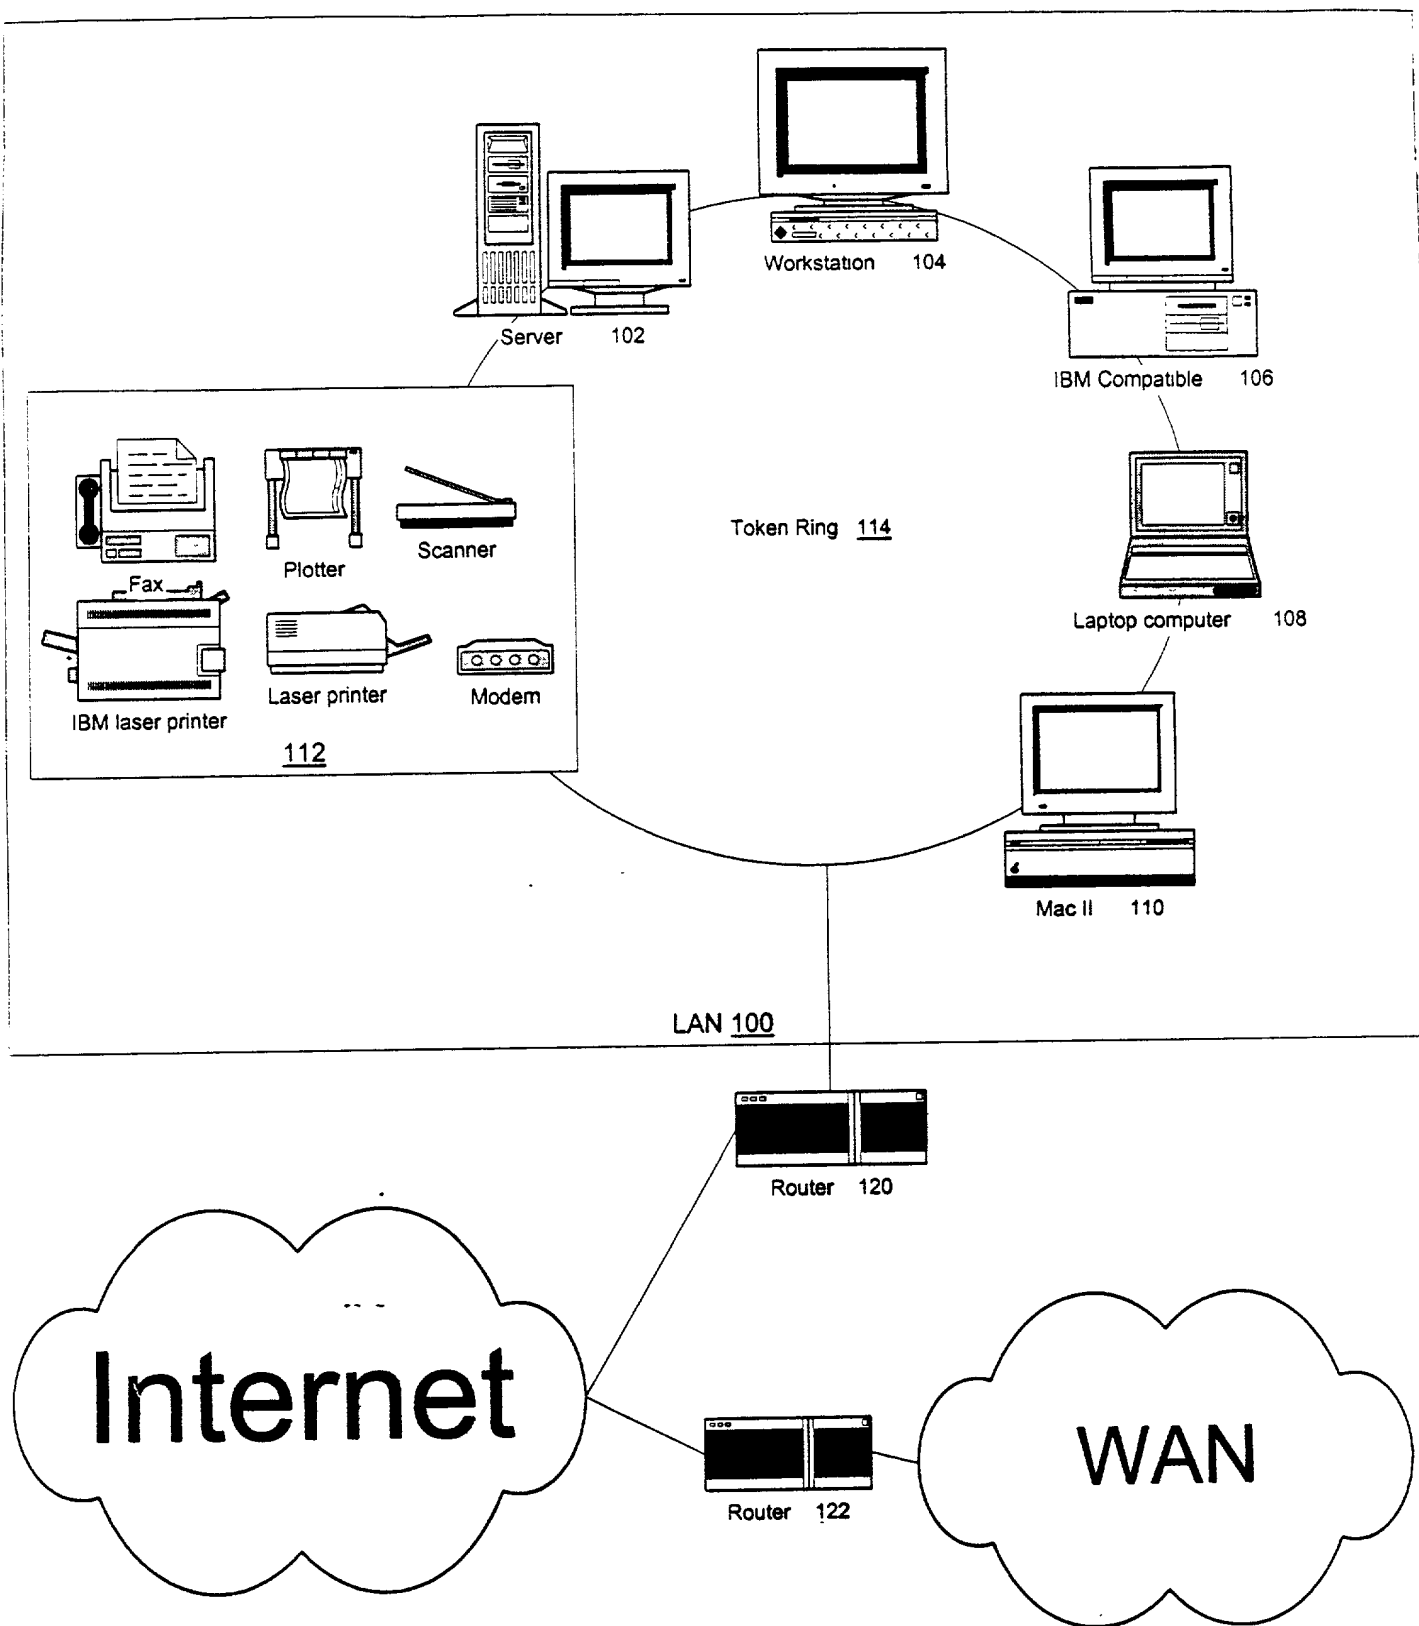 Workstation 104
Server 102
IBM Compatible 106
Token Ring 114
Fax
Plotter
Scanner
Laptop computer 108
IBM laser printer
Laser printer
Modem
112
Mac II 110
LAN 100
Router 120
Internet
WAN
Router 122